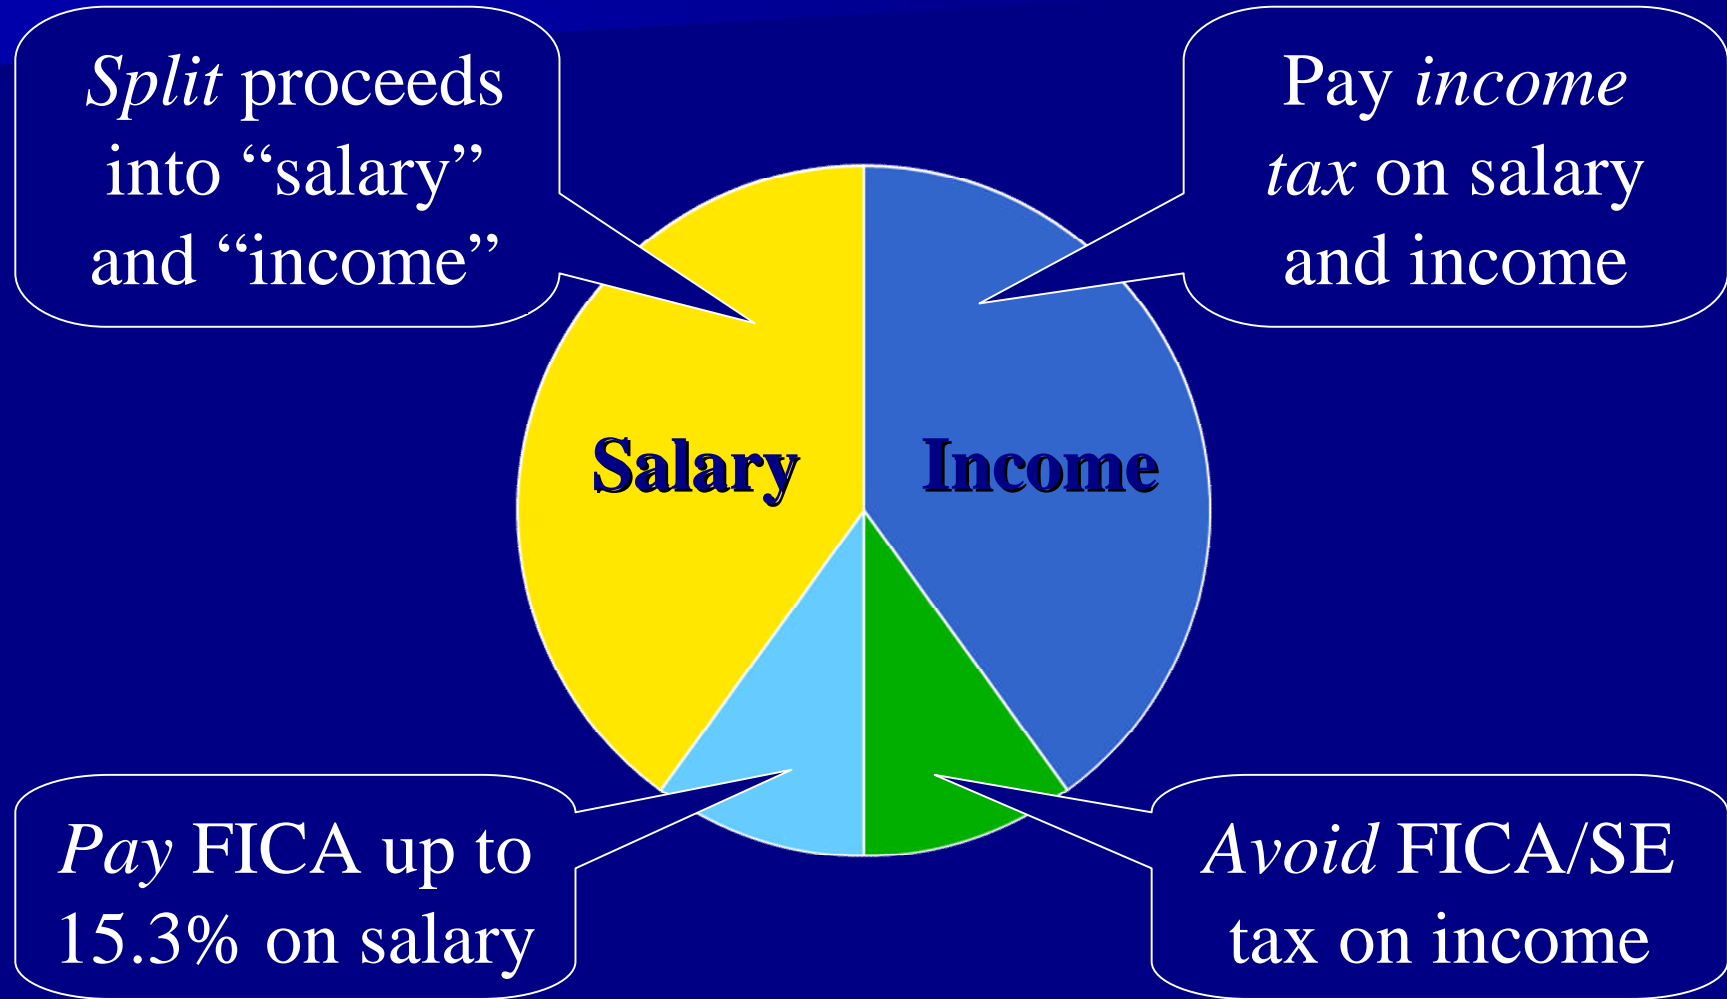 Split proceeds
into “salary”
and “income”
Pay income
tax on salary
and income
Salary
Income
Pay FICA up to
15.3% on salary
Avoid FICA/SE
tax on income